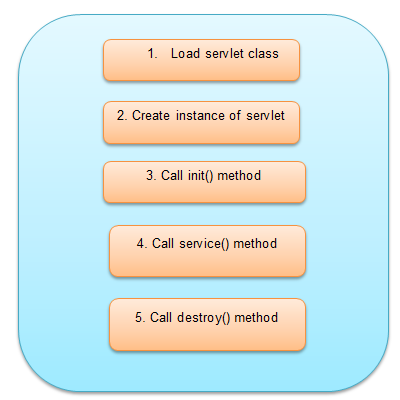 1. Load servlet class
2. Create instance of servlet
3. Call init() method
4. Call service() method
5. Call destroy() method